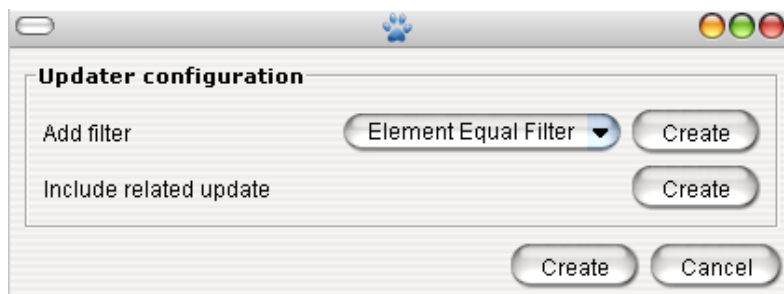 Updater configuration
Add filter Element Equal Filter Create
Include related update Create
Create Cancel